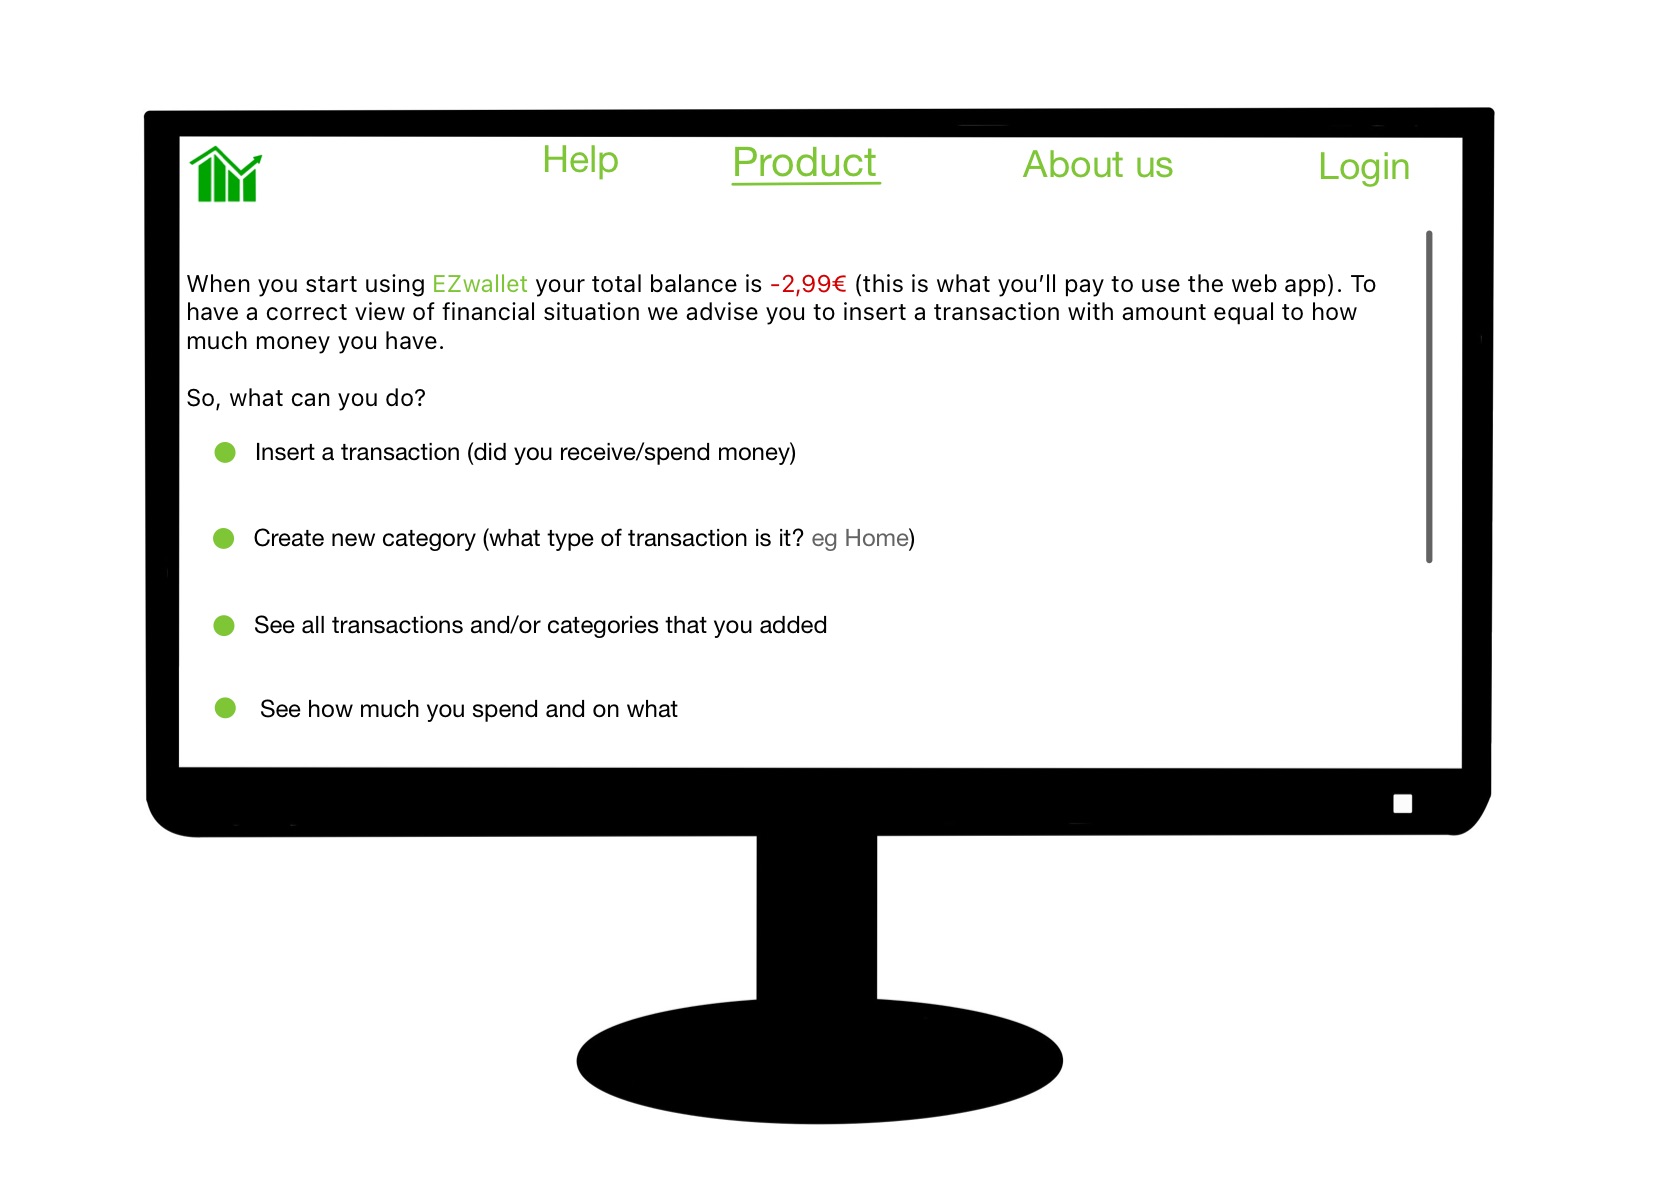 Help Product About us Login
When you start using EZwallet your total balance is -2,99€ (this is what you’ll pay to use the web app). To
have a correct view of financial situation we advise you to insert a transaction with amount equal to how
much money you have.
So, what can you do?
Insert a transaction (did you receive/spend money)
Create new category (what type of transaction is it? eg Home)
See all transactions and/or categories that you added
See how much you spend and on what